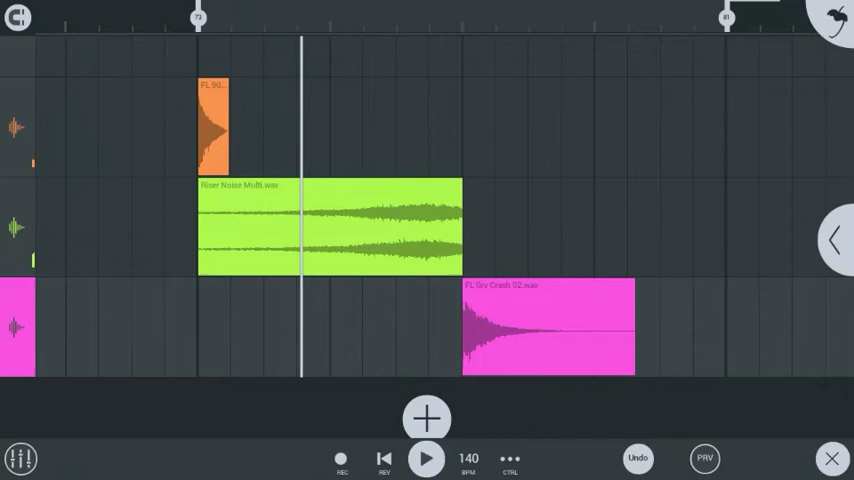 73
81
FL 90...
Riser Noise Multi.wav
FL Grv Crash 02.wav
140
Undo
PRV
REC
REV
BPM
CTRL